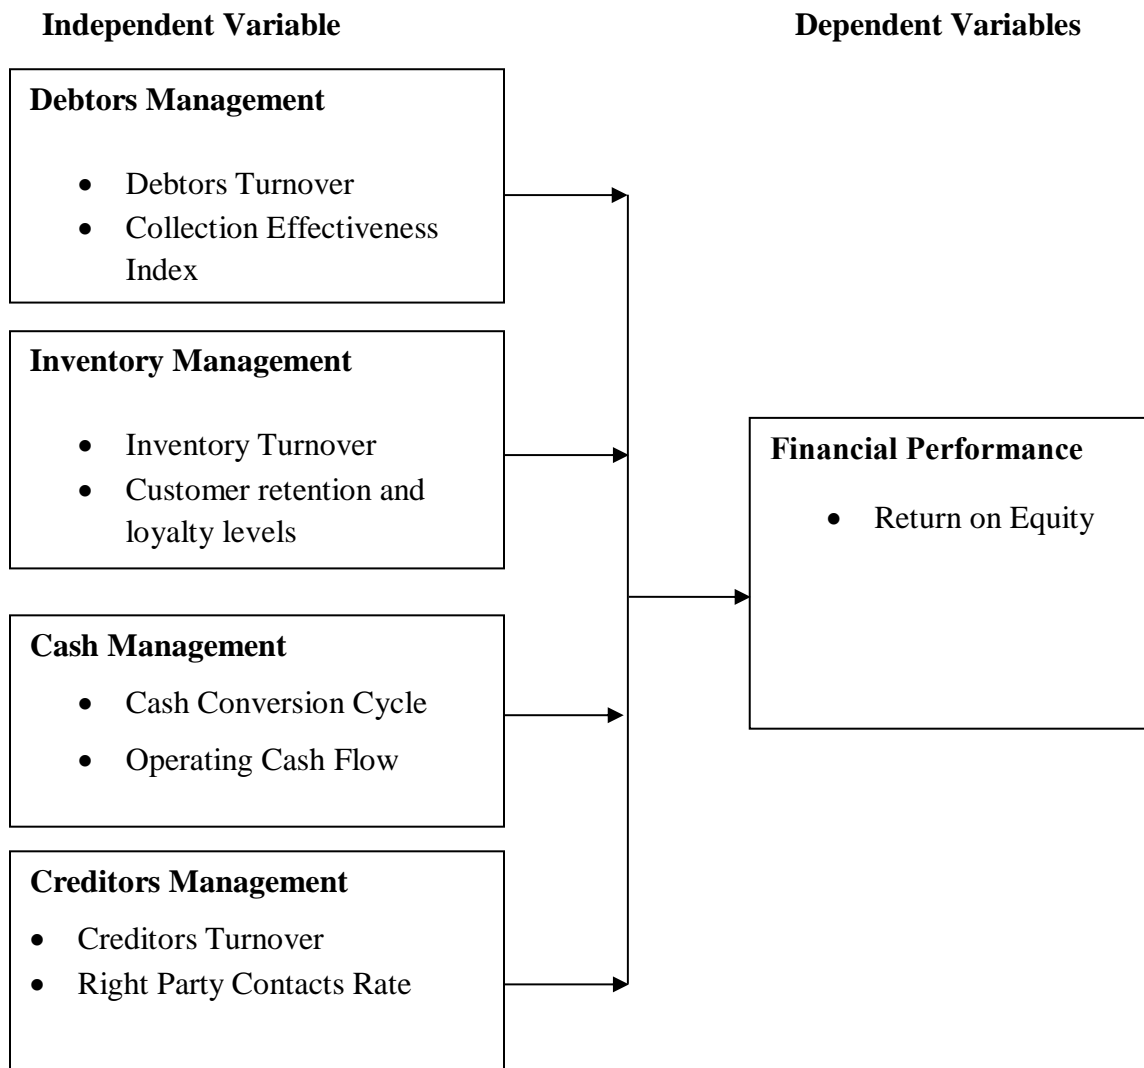 Independent Variable
Dependent Variables
Debtors Management
• Debtors Turnover
• Collection Effectiveness
Index
Inventory Management
• Inventory Turnover
• Customer retention and
loyalty levels
Cash Management
• Cash Conversion Cycle
• Operating Cash Flow
Creditors Management
• Creditors Turnover
• Right Party Contacts Rate
Financial Performance
• Return on Equity